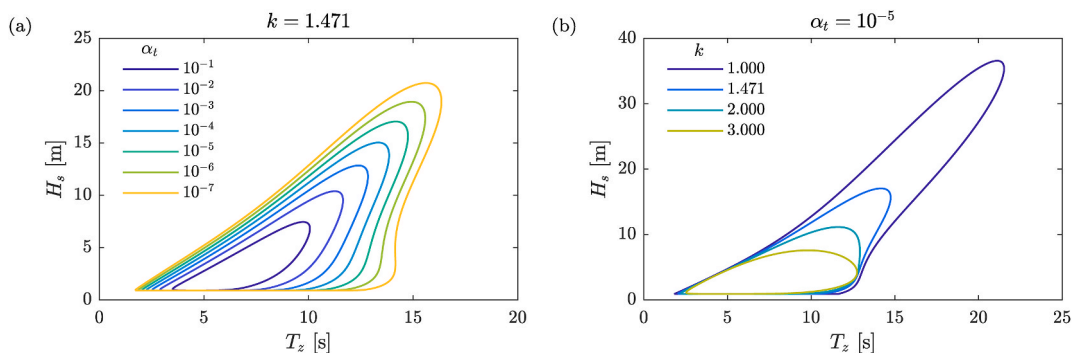 (a)
k = 1.471
α_t
10^{-1}
10^{-2}
10^{-3}
10^{-4}
10^{-5}
10^{-6}
10^{-7}
H_s [m]
25
20
15
10
5
0
0 5 10 15 20
T_z [s]
(b)
α_t = 10^{-5}
k
1.000
1.471
2.000
3.000
H_s [m]
40
30
20
10
0
0 5 10 15 20 25
T_z [s]